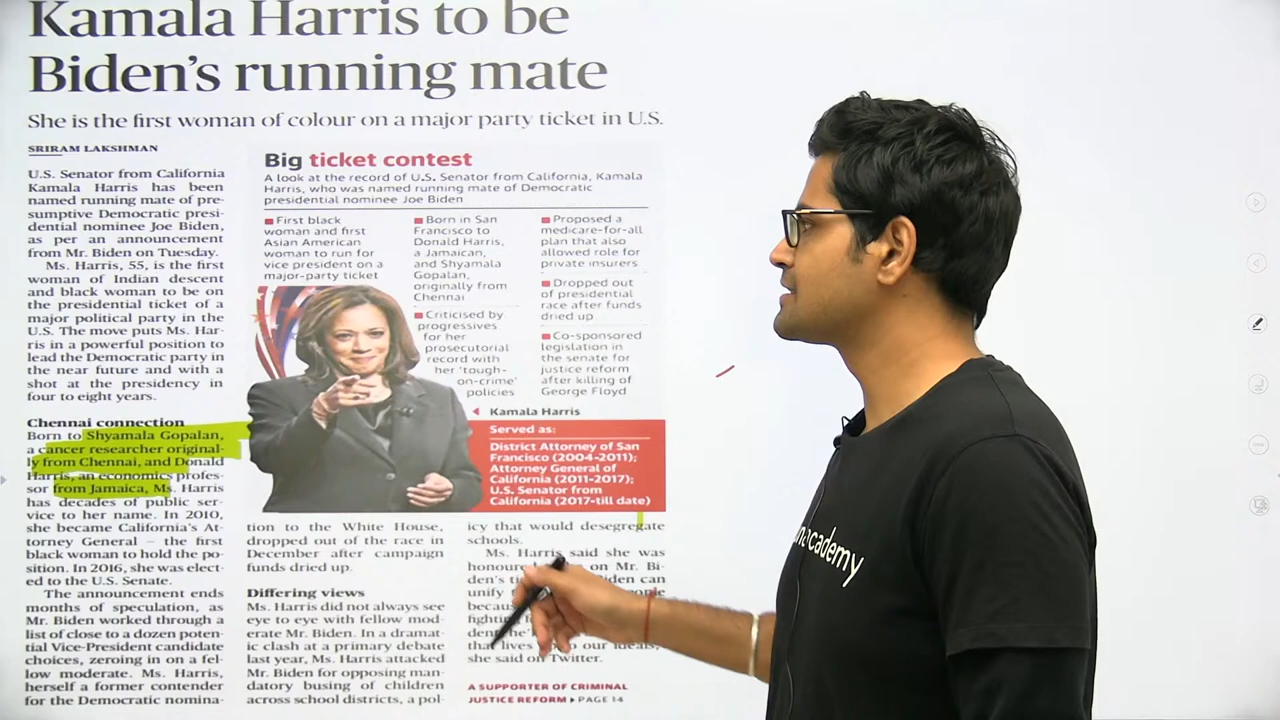 Kamala Harris to be
Biden's running mate
She is the first woman of colour on a major party ticket in U.S.
SRIRAM LAKSHMAN
U.S. Senator from California
Kamala Harris has been
named running mate of pre-
sumptive Democratic presi-
dential nominee Joe Biden,
as per an announcement
from Mr. Biden on Tuesday.
Ms. Harris, 55, is the first
woman of Indian descent
and black woman to be on
the presidential ticket of a
major political party in the
U.S. The move puts Ms. Har-
ris in a powerful position to
lead the Democratic party in
the near future and with a
shot at the presidency in
four to eight years.
Chennai connection
Born to Shyamala Gopalan,
a cancer researcher original-
ly from Chennai, and Donald
Harris, an economics profes-
sor from Jamaica, Ms. Harris
has decades of public ser-
vice to her name. In 2010,
she became California's At-
torney General – the first
black woman to hold the po-
sition. In 2016, she was elect-
ed to the U.S. Senate.
The announcement ends
months of speculation, as
Mr. Biden worked through a
list of close to a dozen poten-
tial Vice-President candidate
choices, zeroing in on a fel-
low moderate. Ms. Harris,
herself a former contender
for the Democratic nomina-
Big ticket contest
A look at the record of U.S. Senator from California, Kamala
Harris, who was named running mate of Democratic
presidential nominee Joe Biden
First black
woman and first
Asian American
woman to run for
vice president on a
major-party ticket
Born in San
Francisco to
Donald Harris,
a Jamaican,
and Shyamala
Gopalan,
originally from
Chennai
Criticised by
progressives
for her
prosecutorial
record with
her 'tough-
on-crime'
policies
Proposed a
medicare-for-all
plan that also
allowed role for
private insurers
Dropped out
of presidential
race after funds
dried up
Co-sponsored
legislation in
the senate for
justice reform
after killing of
George Floyd
Kamala Harris
Served as:
District Attorney of San
Francisco (2004-2011);
Attorney General of
California (2011-2017);
U.S. Senator from
California (2017-till date)
tion to the White House,
dropped out of the race in
December after campaign
funds dried up.
Differing views
Ms. Harris did not always see
eye to eye with fellow mod-
erate Mr. Biden. In a dramat-
ic clash at a primary debate
last year, Ms. Harris attacked
Mr. Biden for opposing man-
datory busing of children
across school districts, a pol-
icy that would desegregate
schools.
Ms. Harris said she was
on Mr. Bi-
den's
can
unify
that lives our ideals,
she said on Twitter.
A SUPPORTER OF CRIMINAL
JUSTICE REFORM ▸ PAGE 14
academy